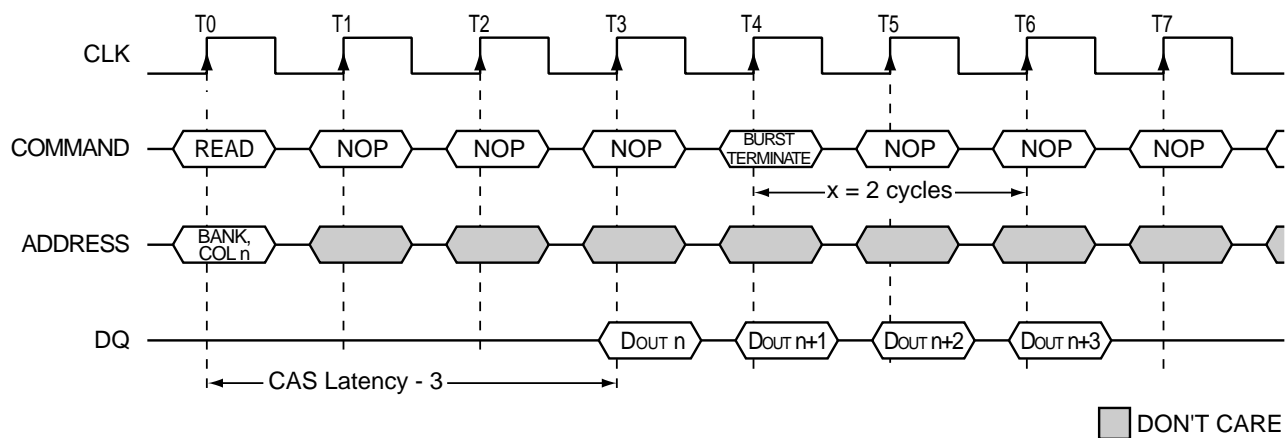 T0 T1 T2 T3 T4 T5 T6 T7
CLK
COMMAND READ NOP NOP NOP BURST TERMINATE NOP NOP NOP
x = 2 cycles
ADDRESS BANK, COL n
DQ DOUT n DOUT n+1 DOUT n+2 DOUT n+3
CAS Latency - 3
DON'T CARE